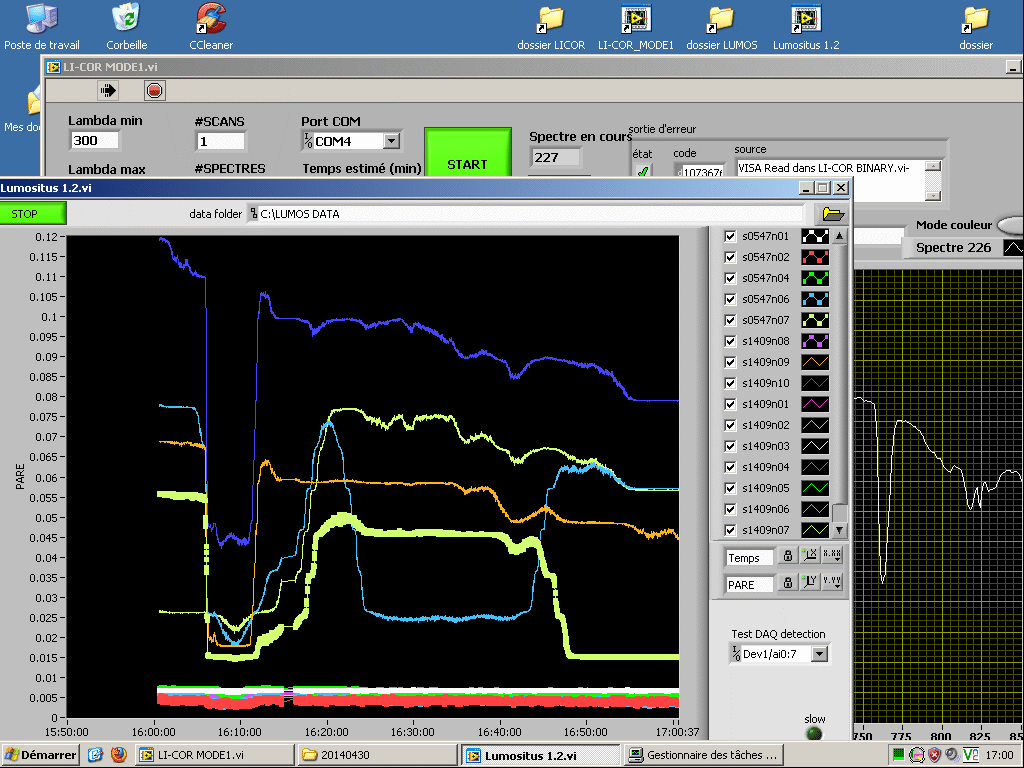 Poste de travail
Corbeille
CCleaner
dossier LICOR
LI-COR_MODE1
dossier LUMOS
Lumositus 1.2
dossier
Mes do
LI-COR MODE1.vi
Lambda min
300
#SCANS
1
Port COM
COM4
START
Spectre en cours
227
sortie d'erreur
état
code
source
VISA Read dans LI-COR BINARY.vi-
Lambda max
#SPECTRES
Temps estimé (min)
Mode couleur
Spectre 226
Lumositus 1.2.vi
STOP
data folder
C:\LUMOS DATA
0.12
0.115
0.11
0.105
0.1
0.095
0.09
0.085
0.08
0.075
0.07
0.065
0.06
0.055
0.05
0.045
0.04
0.035
0.03
0.025
0.02
0.015
0.01
0.005
0
PARE
15:50:00
16:00:00
16:10:00
16:20:00
16:30:00
16:40:00
16:50:00
17:00:37
s0547n01
s0547n02
s0547n04
s0547n06
s0547n07
s1409n08
s1409n09
s1409n10
s1409n01
s1409n02
s1409n03
s1409n04
s1409n05
s1409n06
s1409n07
Temps
PARE
Test DAQ detection
Dev1/ai0:7
slow
750
775
800
825
85
Démarrer
LI-COR MODE1.vi
20140430
Lumositus 1.2.vi
Gestionnaire des tâches ...
17:00